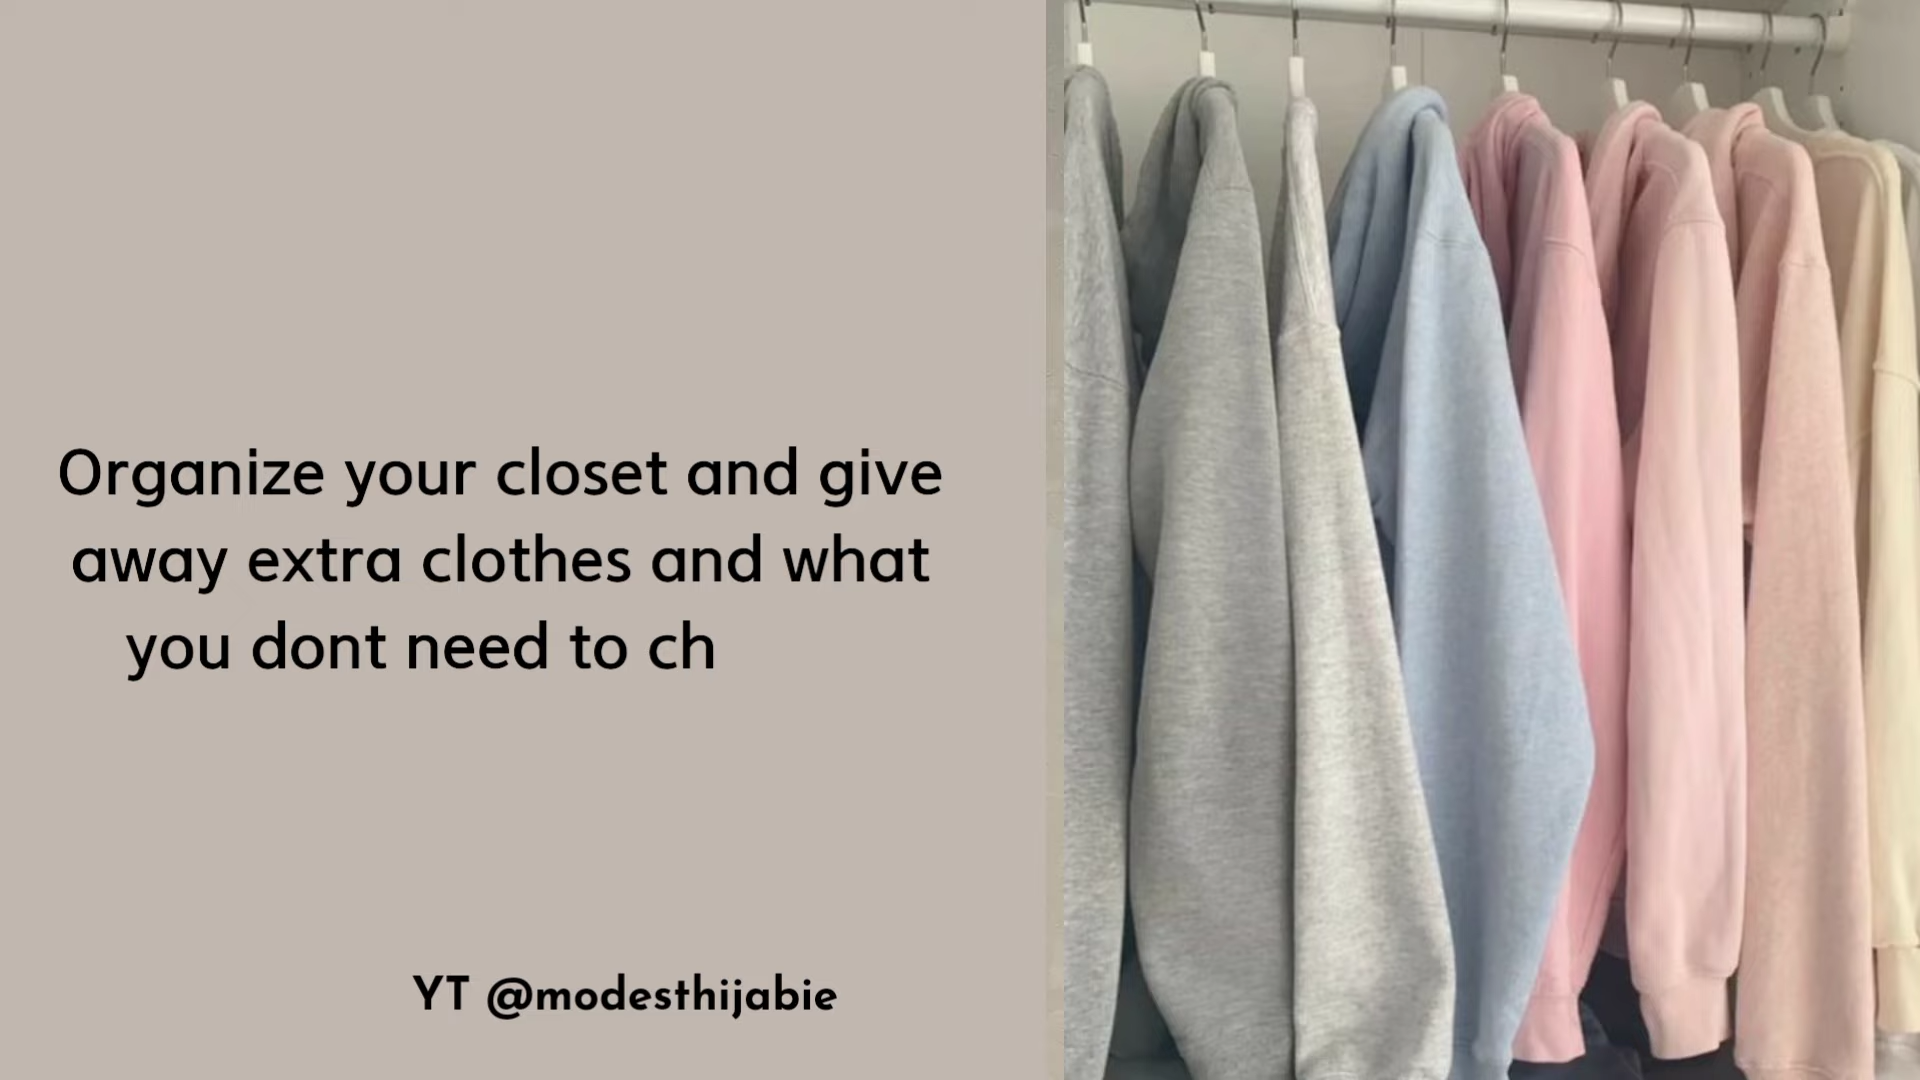 Organize your closet and give
away extra clothes and what
you dont need to ch
YT @modesthijabie